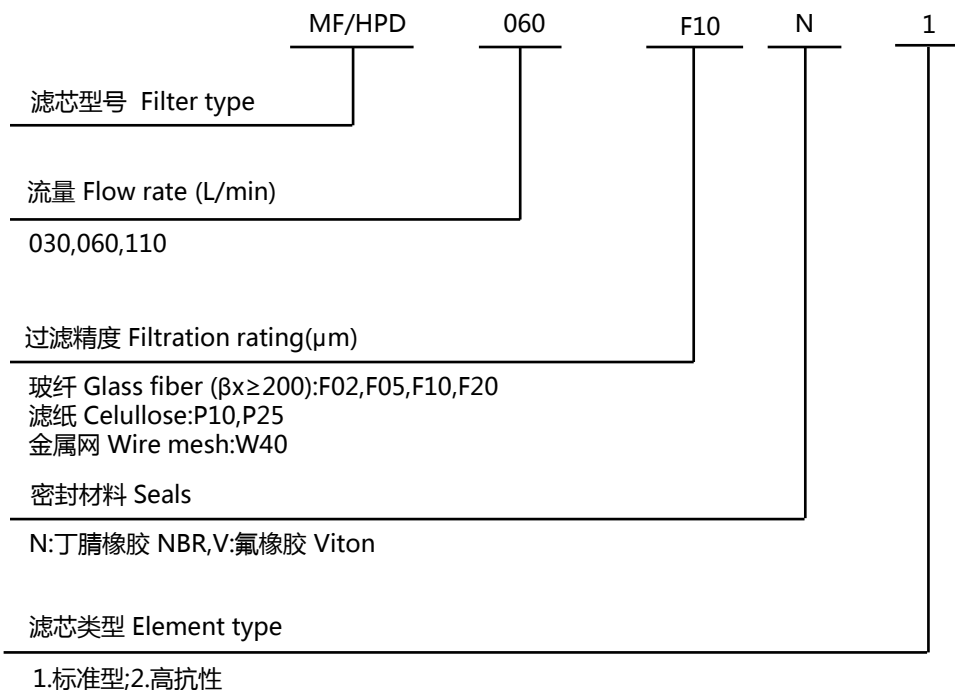 MF/HPD 060 F10 N 1
滤芯型号 Filter type
流量 Flow rate (L/min)
030,060,110
过滤精度 Filtration rating(μm)
玻纤 Glass fiber (βx≥200):F02,F05,F10,F20
滤纸 Celullose:P10,P25
金属网 Wire mesh:W40
密封材料 Seals
N:丁腈橡胶 NBR,V:氟橡胶 Viton
滤芯类型 Element type
1.标准型;2.高抗性